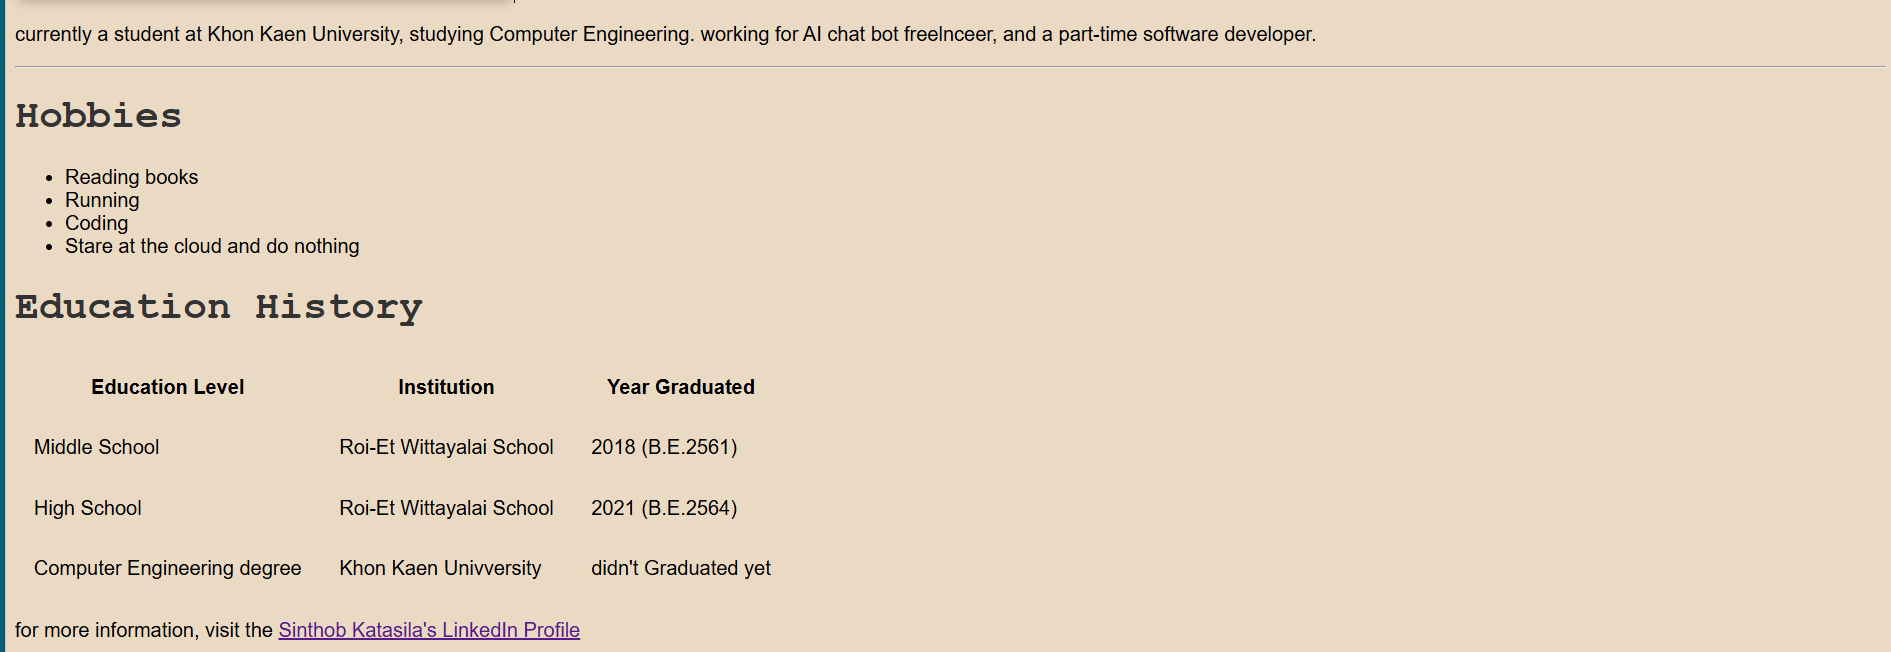 currently a student at Khon Kaen University, studying Computer Engineering. working for AI chat bot freelnceer, and a part-time software developer.
Hobbies
Reading books
Running
Coding
Stare at the cloud and do nothing
Education History
Education Level Institution Year Graduated
Middle School Roi-Et Wittayalai School 2018 (B.E.2561)
High School Roi-Et Wittayalai School 2021 (B.E.2564)
Computer Engineering degree Khon Kaen Univversity didn't Graduated yet
for more information, visit the Sinthob Katasila's LinkedIn Profile